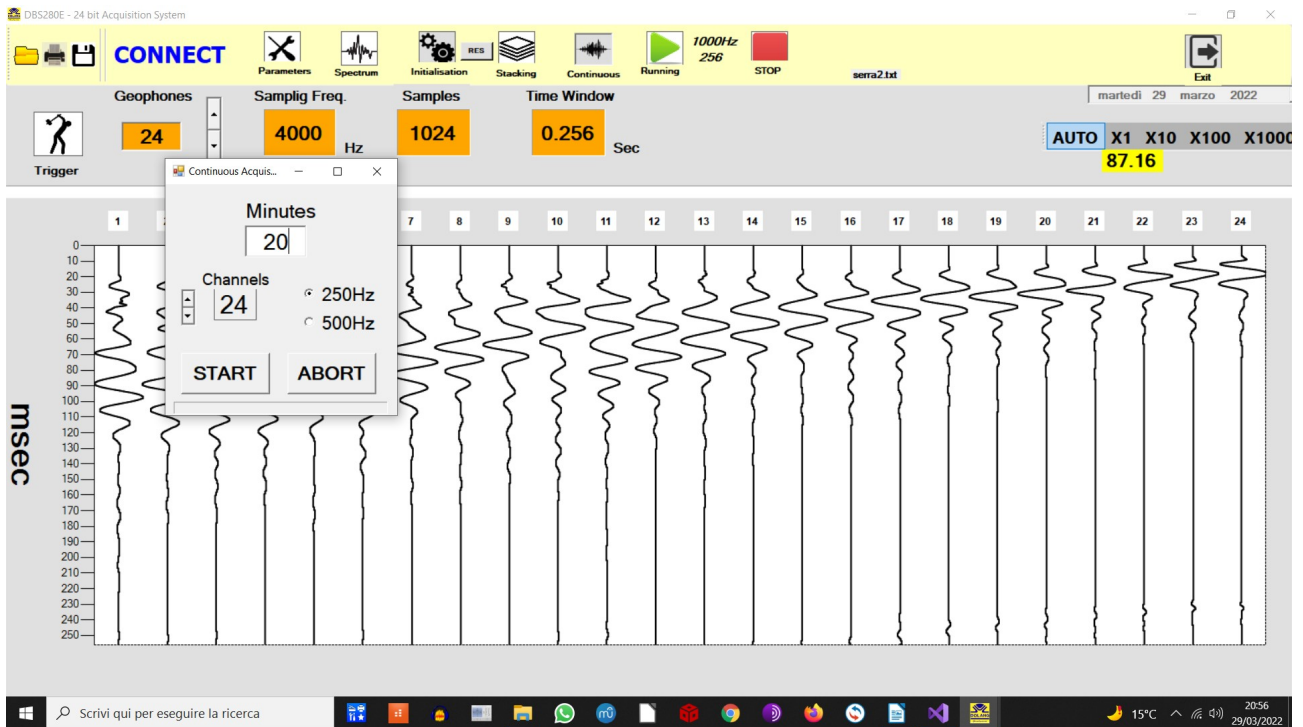 DBS280E - 24 bit Acquisition System
CONNECT
Parameters
Spectrum
Initialisation
RES
Stacking
Continuous
Running
1000Hz
256
STOP
serra2.txt
Exit
martedì 29 marzo 2022
Geophones
Samplig Freq.
Samples
Time Window
24
4000
Hz
1024
0.256
Sec
Trigger
AUTO X1 X10 X100 X1000
87.16
Continuous Acquis...
Minutes
20
Channels
24
250Hz
500Hz
START
ABORT
1 7 8 9 10 11 12 13 14 15 16 17 18 19 20 21 22 23 24
msec
0
10
20
30
40
50
60
70
80
90
100
110
120
130
140
150
160
170
180
190
200
210
220
230
240
250
Scrivi qui per eseguire la ricerca
15°C
20:56
29/03/2022